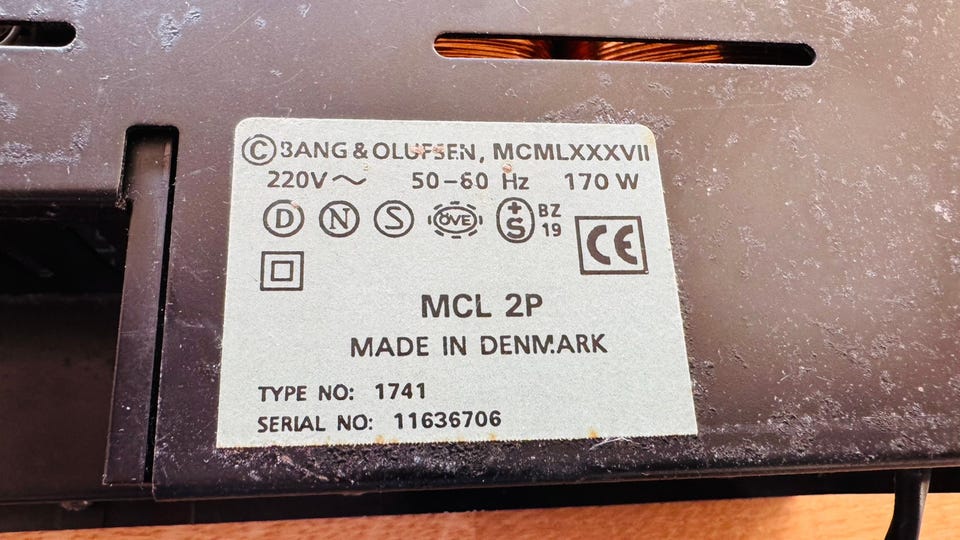 © BANG & OLUFSEN, MCMLXXXVII
220V ~ 50-60 Hz 170 W
D N S ÖVE +S BZ 19 CE
MCL 2P
MADE IN DENMARK
TYPE NO: 1741
SERIAL NO: 11636706